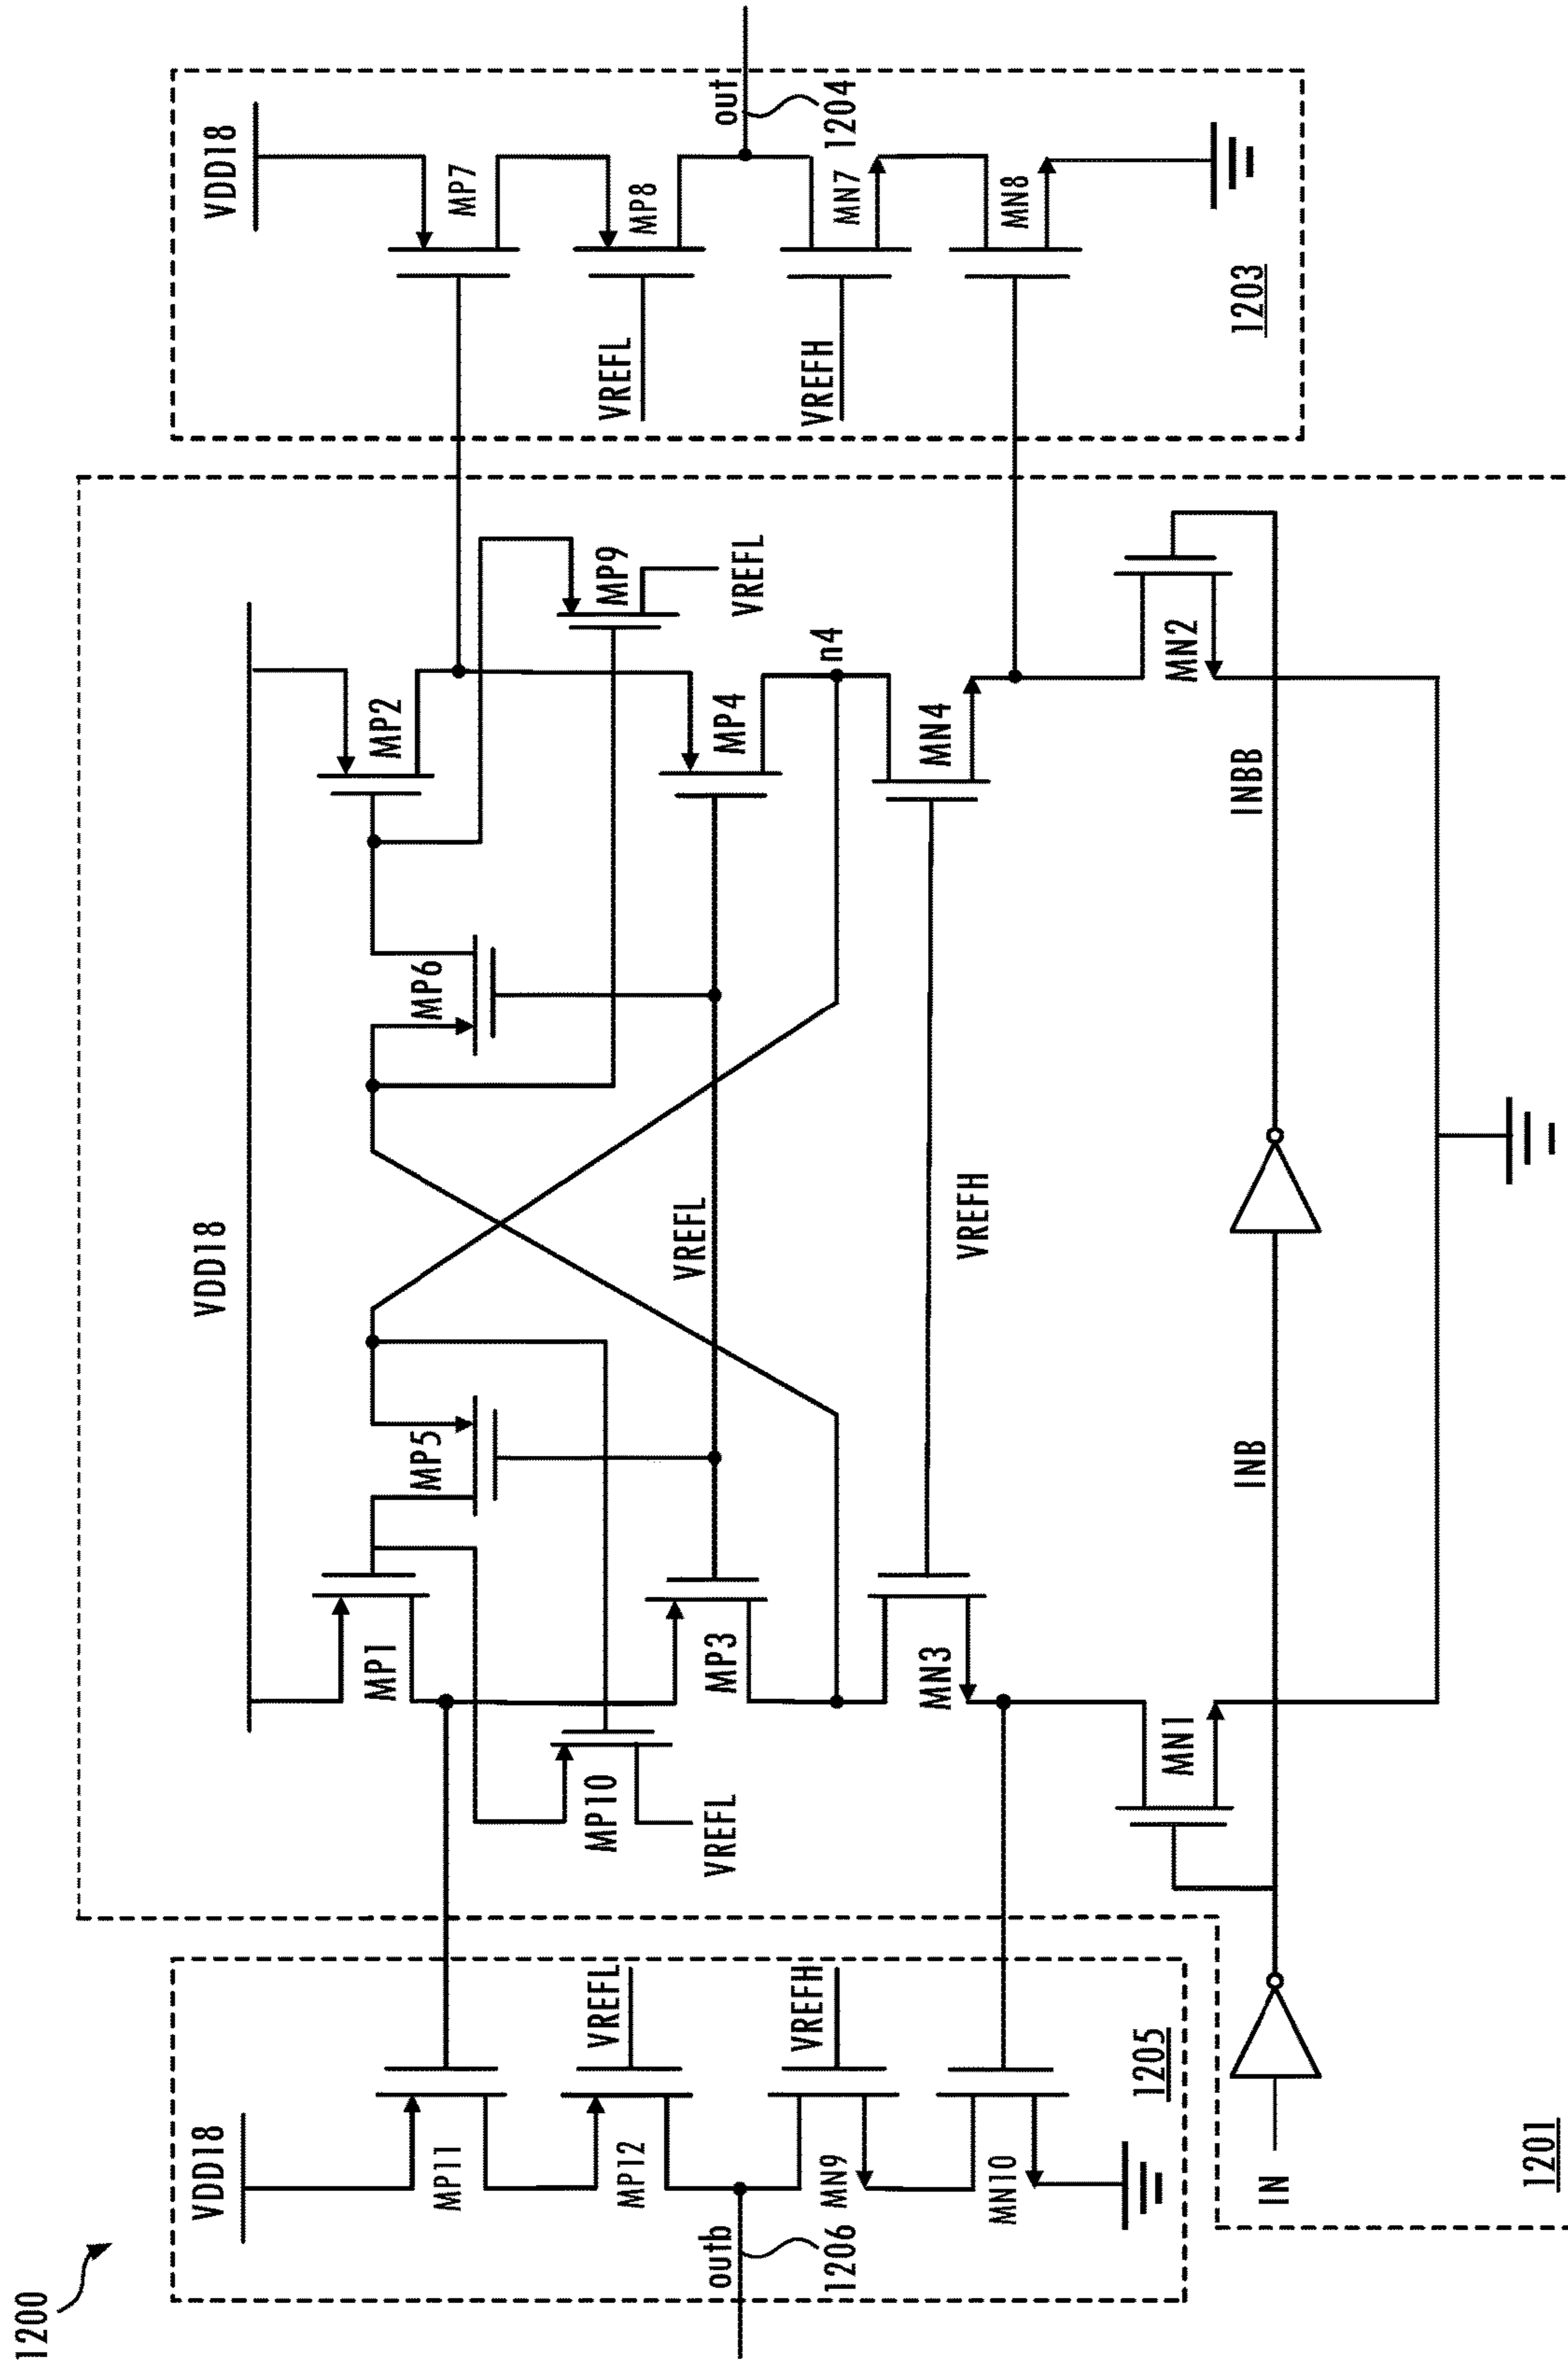 1200
VDD18
MP11
VREFL
MP12
outb
1206
VREFH
MN9
MN10
1205
VDD18
MP1
MP5
MP6
MP2
MP10
VREFL
MP3
VREFL
MP4
MP9
VREFL
n4
MN3
VREFH
MN4
MN1
MN2
IN
INB
INBB
1201
VDD18
MP7
VREFL
MP8
out
1204
VREFH
MN7
MN8
1203